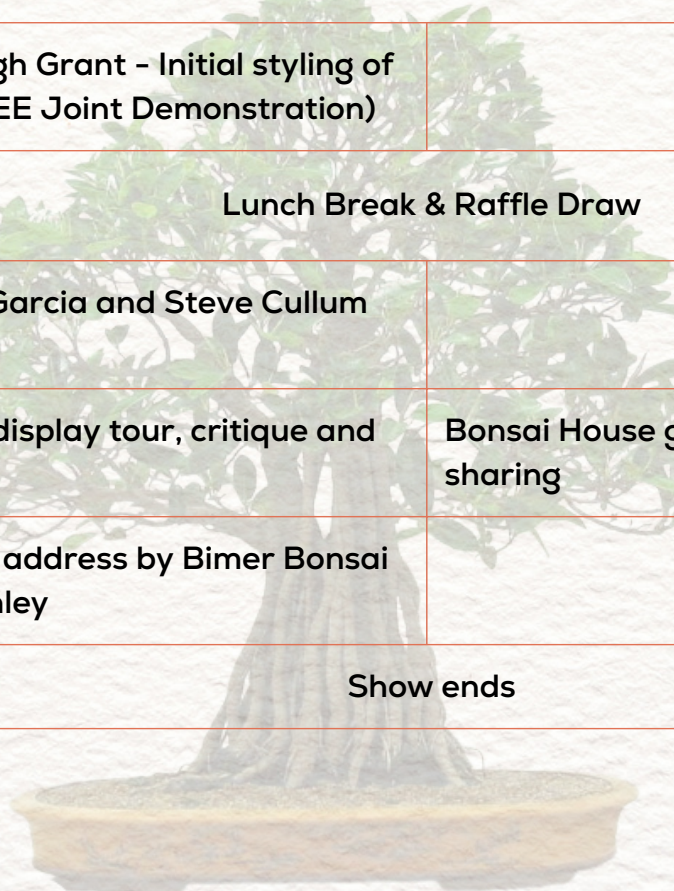 gh Grant - Initial styling of
EE Joint Demonstration)
Lunch Break & Raffle Draw
Garcia and Steve Cullum
display tour, critique and
Bonsai House g
sharing
address by Bimer Bonsai
ley
Show ends